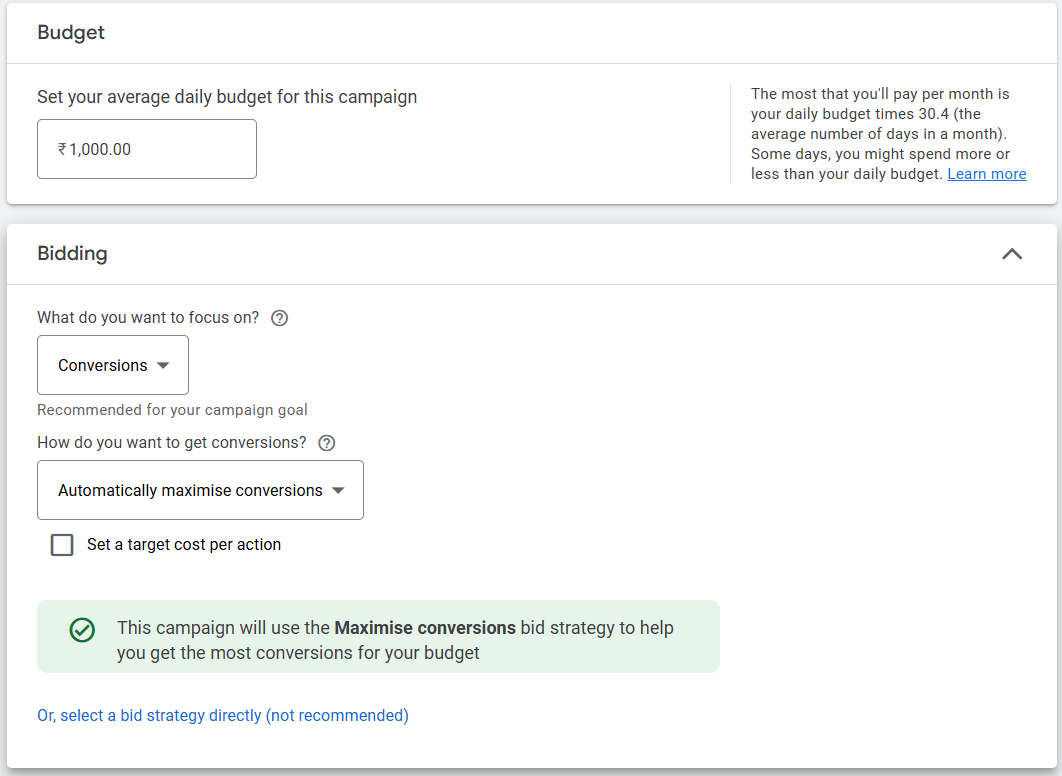 Budget
Set your average daily budget for this campaign
₹1,000.00
The most that you'll pay per month is
your daily budget times 30.4 (the
average number of days in a month).
Some days, you might spend more or
less than your daily budget. Learn more
Bidding
What do you want to focus on?
Conversions
Recommended for your campaign goal
How do you want to get conversions?
Automatically maximise conversions
Set a target cost per action
This campaign will use the Maximise conversions bid strategy to help
you get the most conversions for your budget
Or, select a bid strategy directly (not recommended)